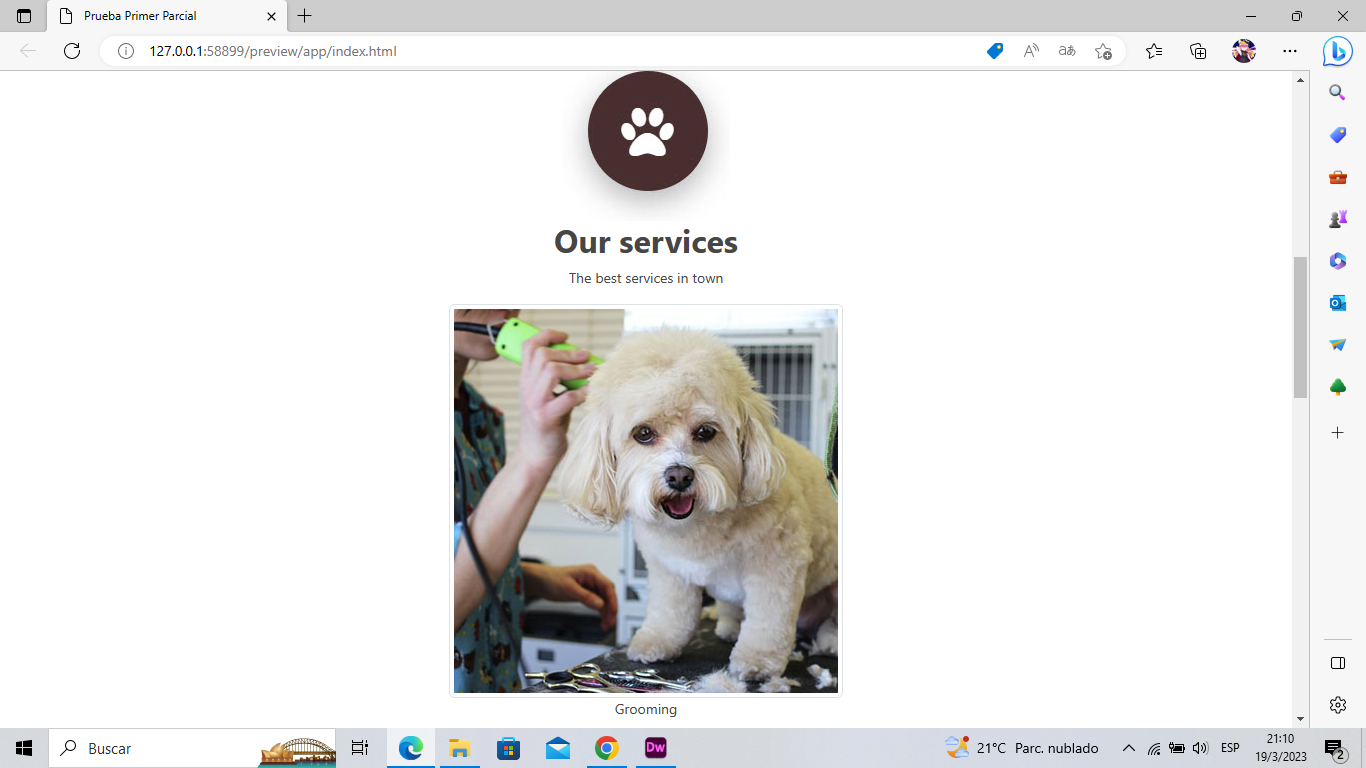 Prueba Primer Parcial
127.0.0.1:58899/preview/app/index.html
Our services
The best services in town
Grooming
Buscar
Dw
21°C Parc. nublado
ESP
21:10
19/3/2023
2